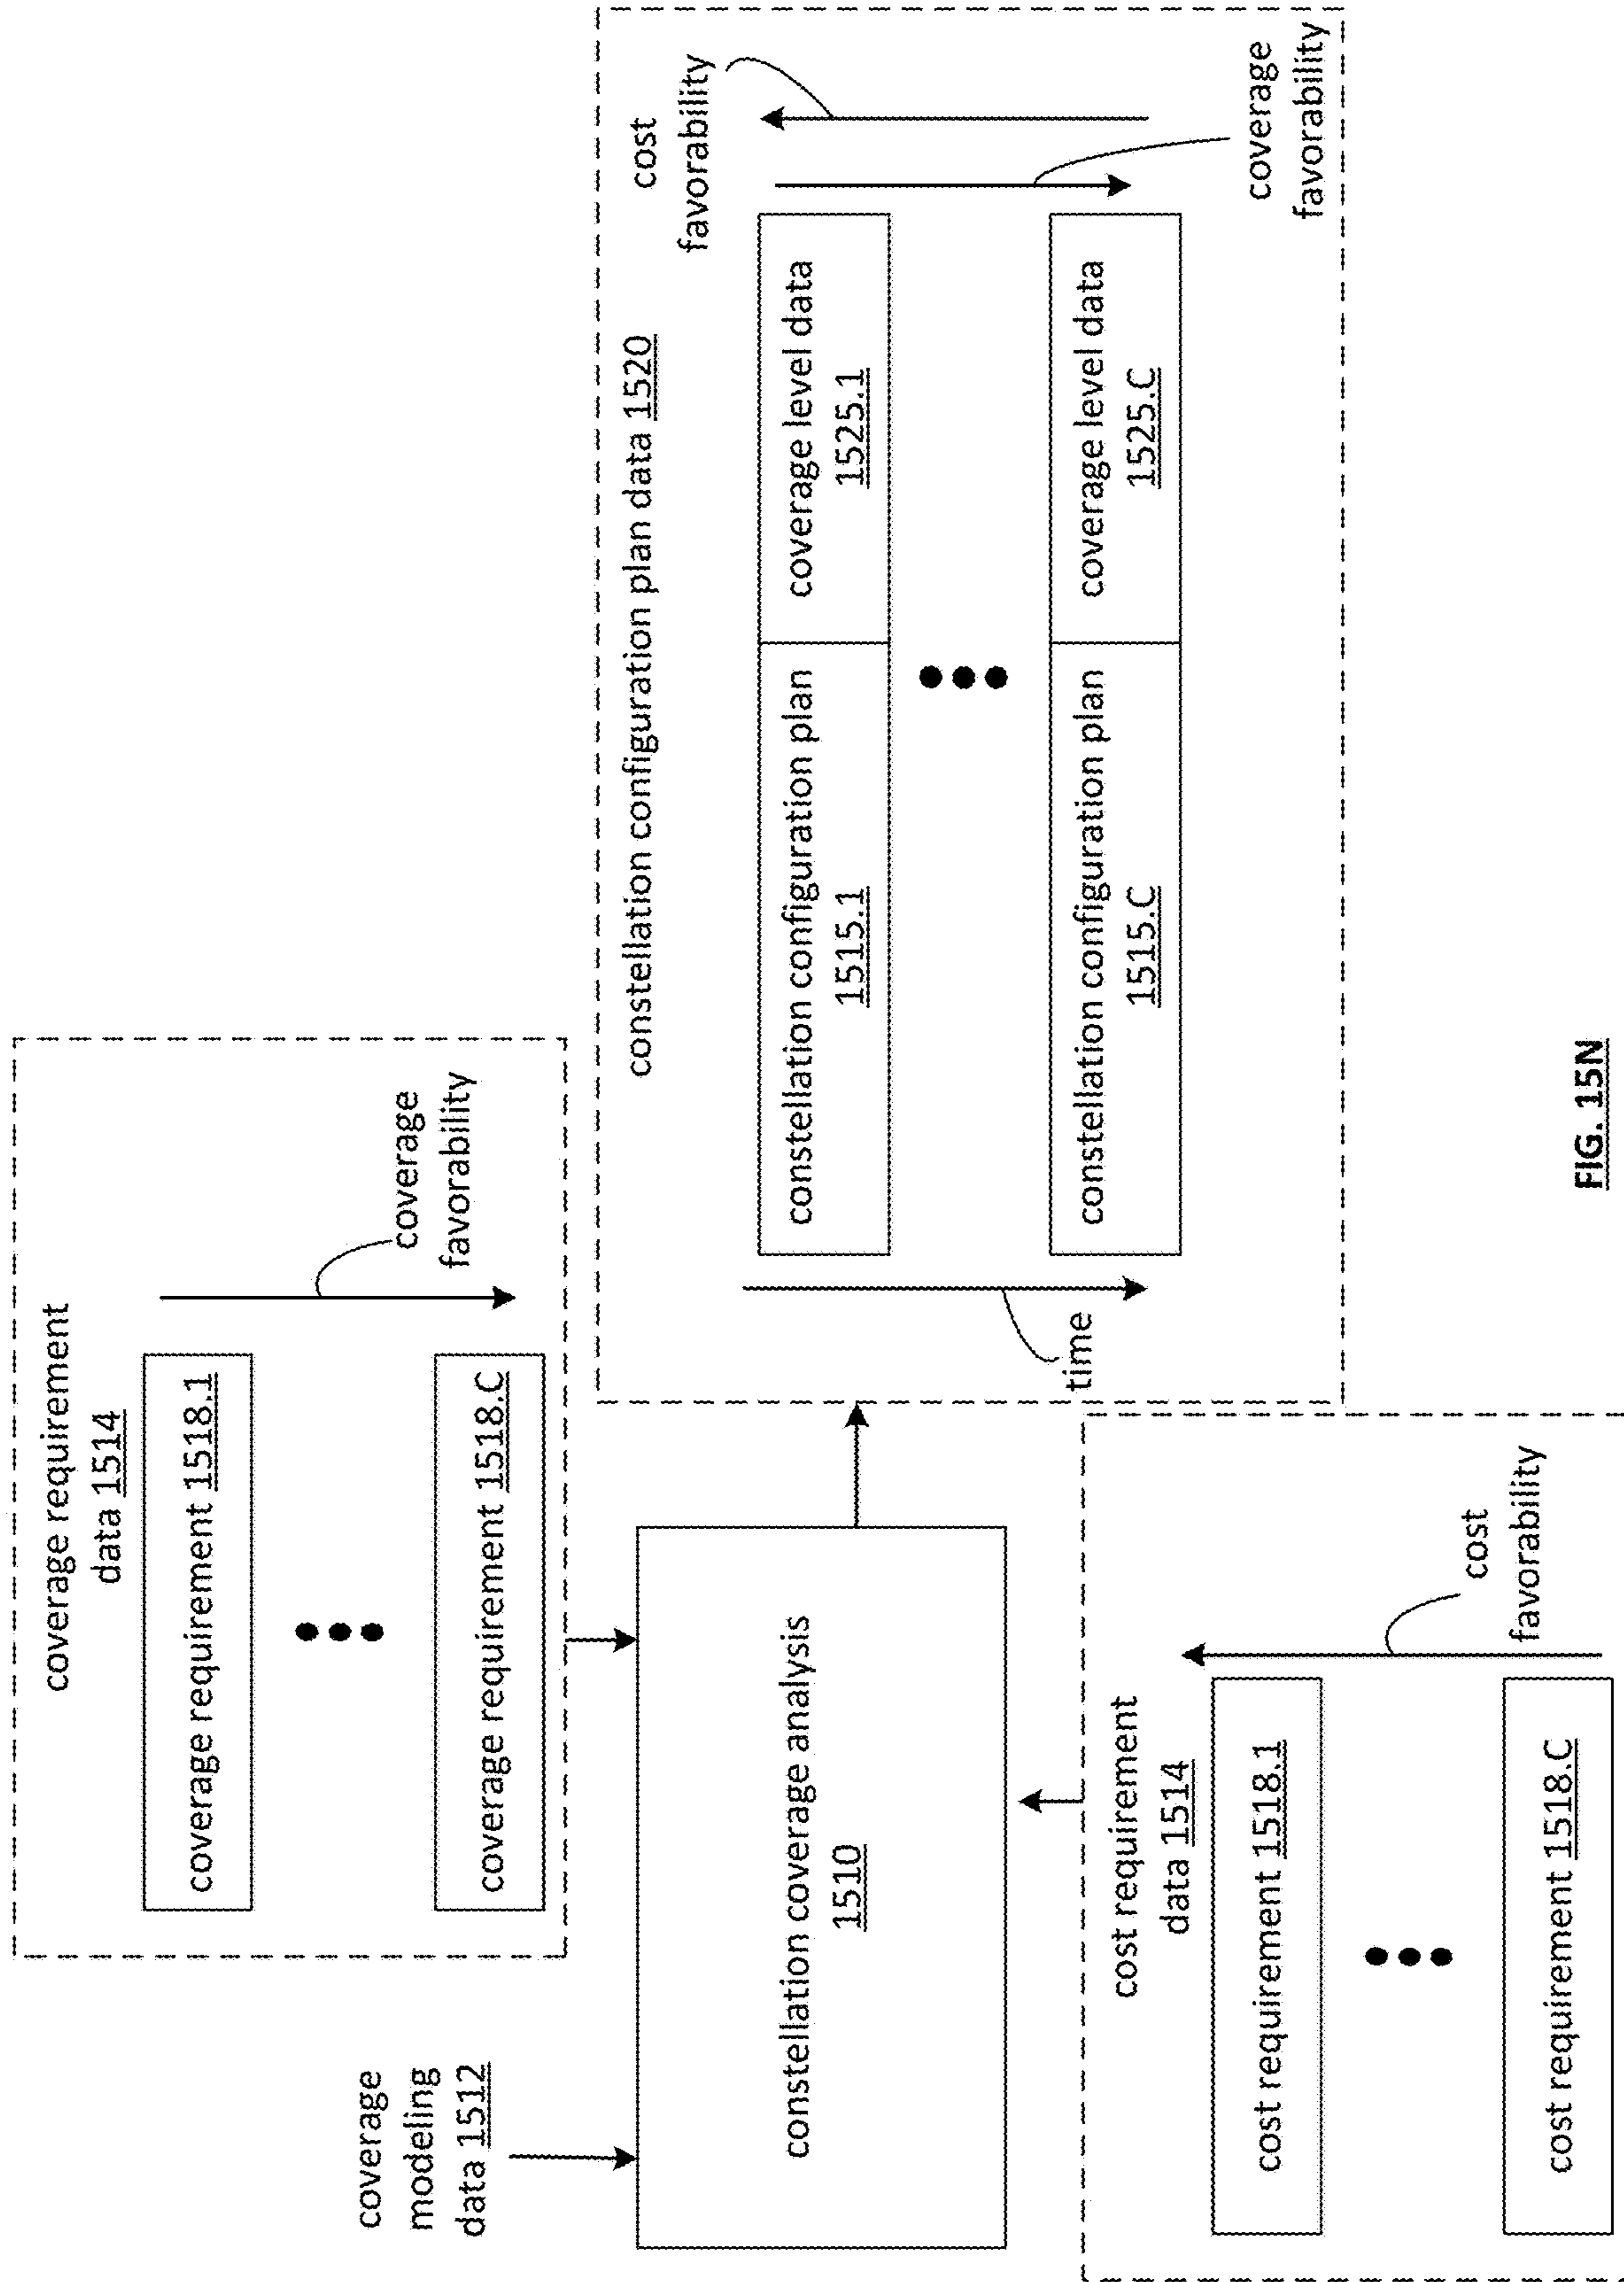 coverage
modeling
data 1512
coverage requirement
data 1514
coverage requirement 1518.1
coverage requirement 1518.C
coverage
favorability
constellation coverage analysis
1510
cost requirement
data 1514
cost requirement 1518.1
cost requirement 1518.C
cost
favorability
constellation configuration plan data 1520
cost
favorability
constellation configuration plan
1515.1
coverage level data
1525.1
constellation configuration plan
1515.C
coverage level data
1525.C
time
coverage
favorability
FIG. 15N